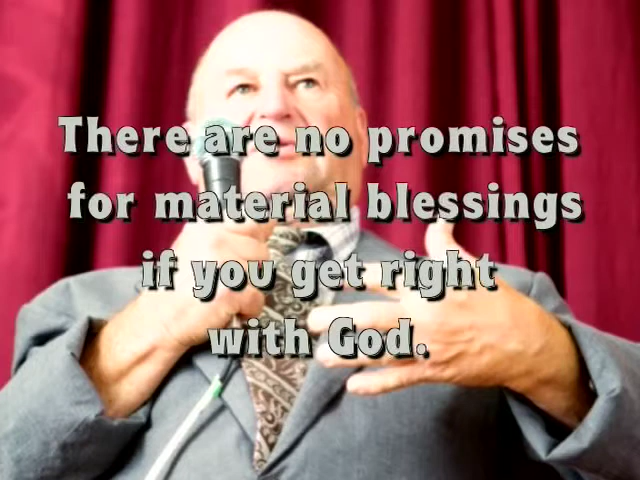 There are no promises
for material blessings
if you get right
with God.